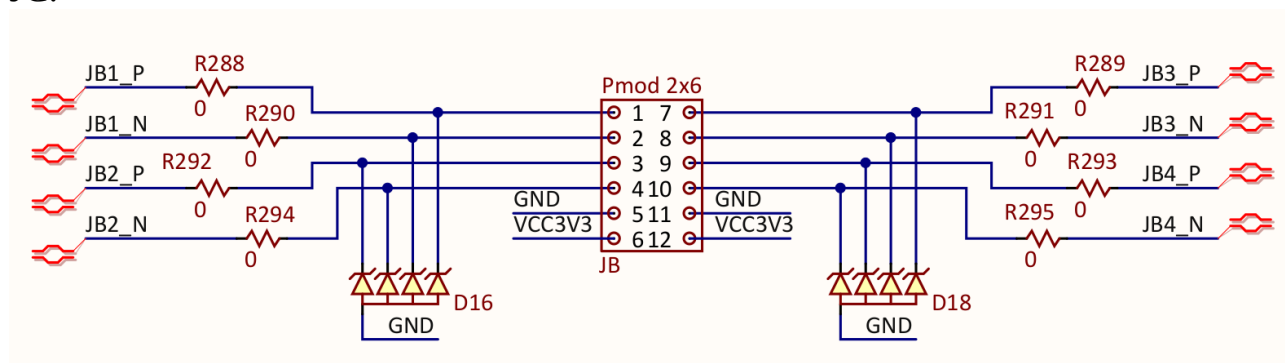 JB1_P
R288
0
JB1_N
R290
0
JB2_P
R292
0
JB2_N
R294
0
Pmod 2x6
1 7
2 8
3 9
4 10
GND 5 11 GND
VCC3V3 6 12 VCC3V3
JB
R289
0
JB3_P
R291
0
JB3_N
R293
0
JB4_P
R295
0
JB4_N
D16
GND
D18
GND